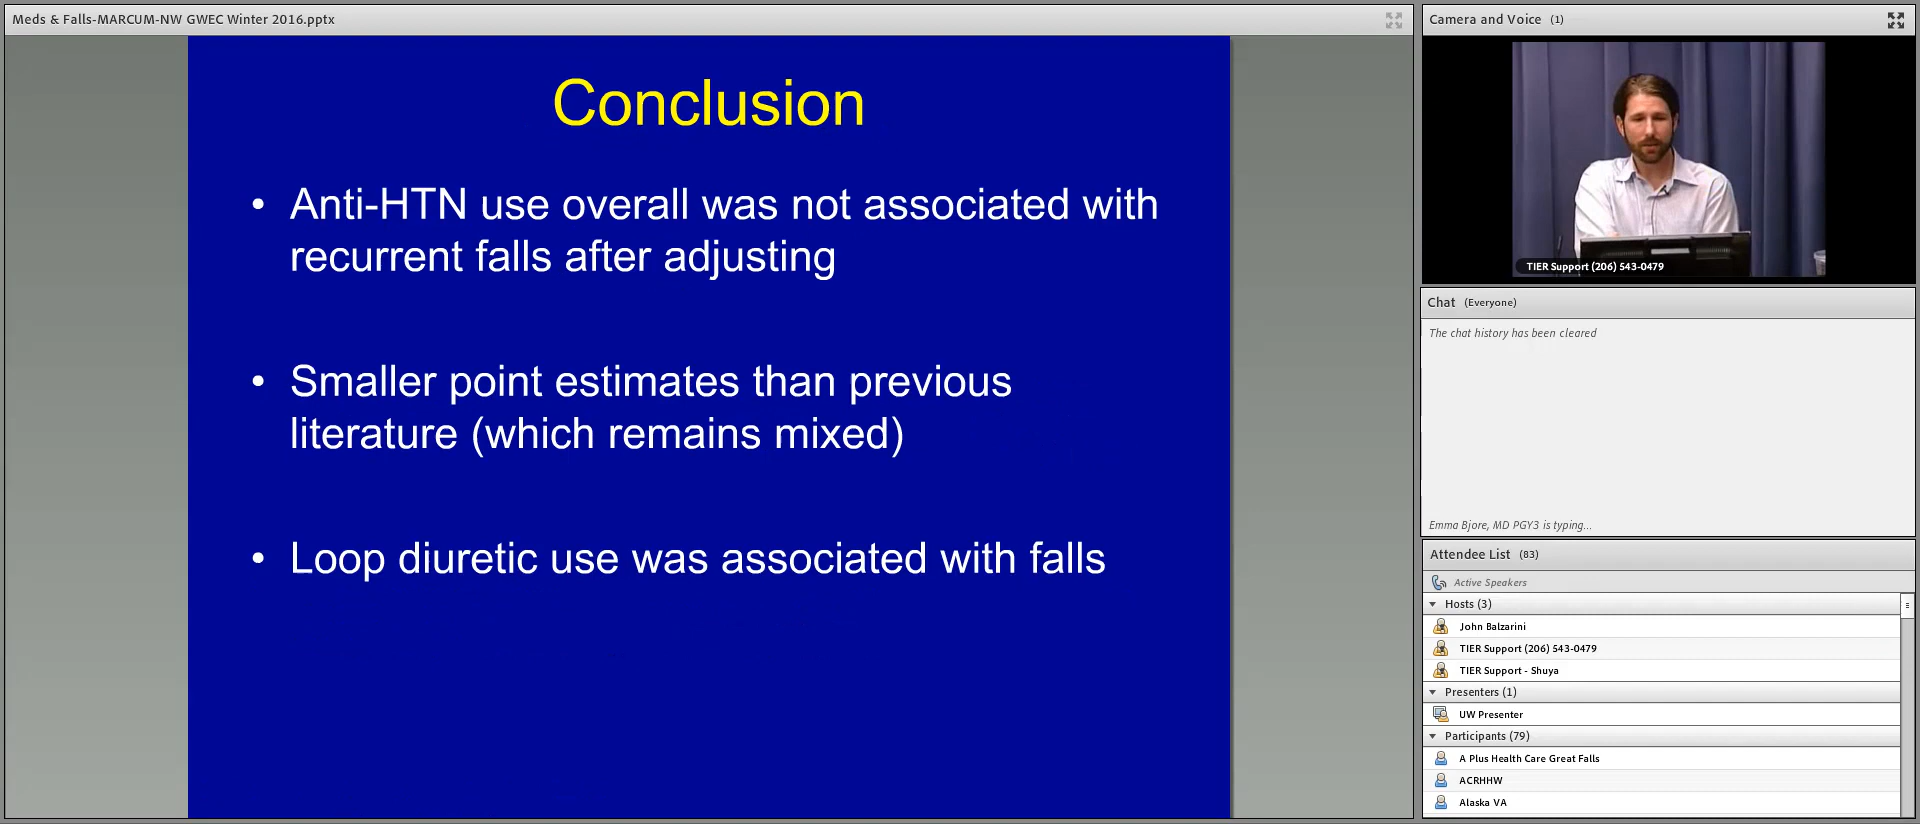 Meds & Falls-MARCUM-NW GWEC Winter 2016.pptx
Conclusion
• Anti-HTN use overall was not associated with
recurrent falls after adjusting
• Smaller point estimates than previous
literature (which remains mixed)
• Loop diuretic use was associated with falls
Camera and Voice (1)
TIER Support (206) 543-0479
Chat (Everyone)
The chat history has been cleared
Emma Bjore, MD PGY3 is typing...
Attendee List (83)
Active Speakers
Hosts (3)
John Balzarini
TIER Support (206) 543-0479
TIER Support - Shuya
Presenters (1)
UW Presenter
Participants (79)
A Plus Health Care Great Falls
ACRHHW
Alaska VA